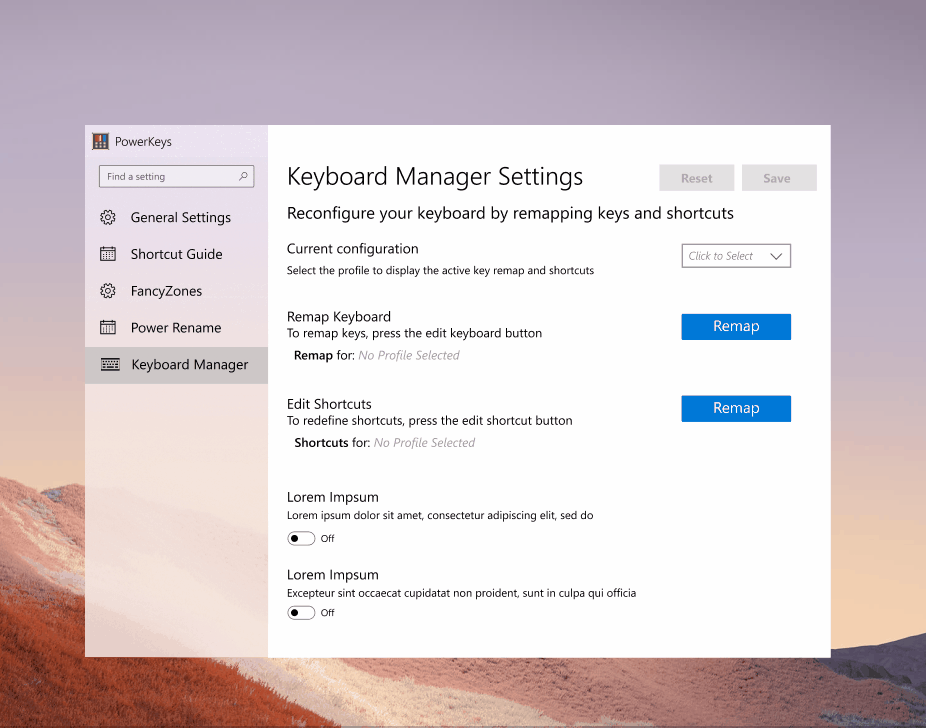 PowerKeys
Find a setting
General Settings
Shortcut Guide
FancyZones
Power Rename
Keyboard Manager
Keyboard Manager Settings
Reset
Save
Reconfigure your keyboard by remapping keys and shortcuts
Current configuration
Select the profile to display the active key remap and shortcuts
Click to Select
Remap Keyboard
To remap keys, press the edit keyboard button
Remap for: No Profile Selected
Remap
Edit Shortcuts
To redefine shortcuts, press the edit shortcut button
Shortcuts for: No Profile Selected
Remap
Lorem Impsum
Lorem ipsum dolor sit amet, consectetur adipiscing elit, sed do
Off
Lorem Impsum
Excepteur sint occaecat cupidatat non proident, sunt in culpa qui officia
Off